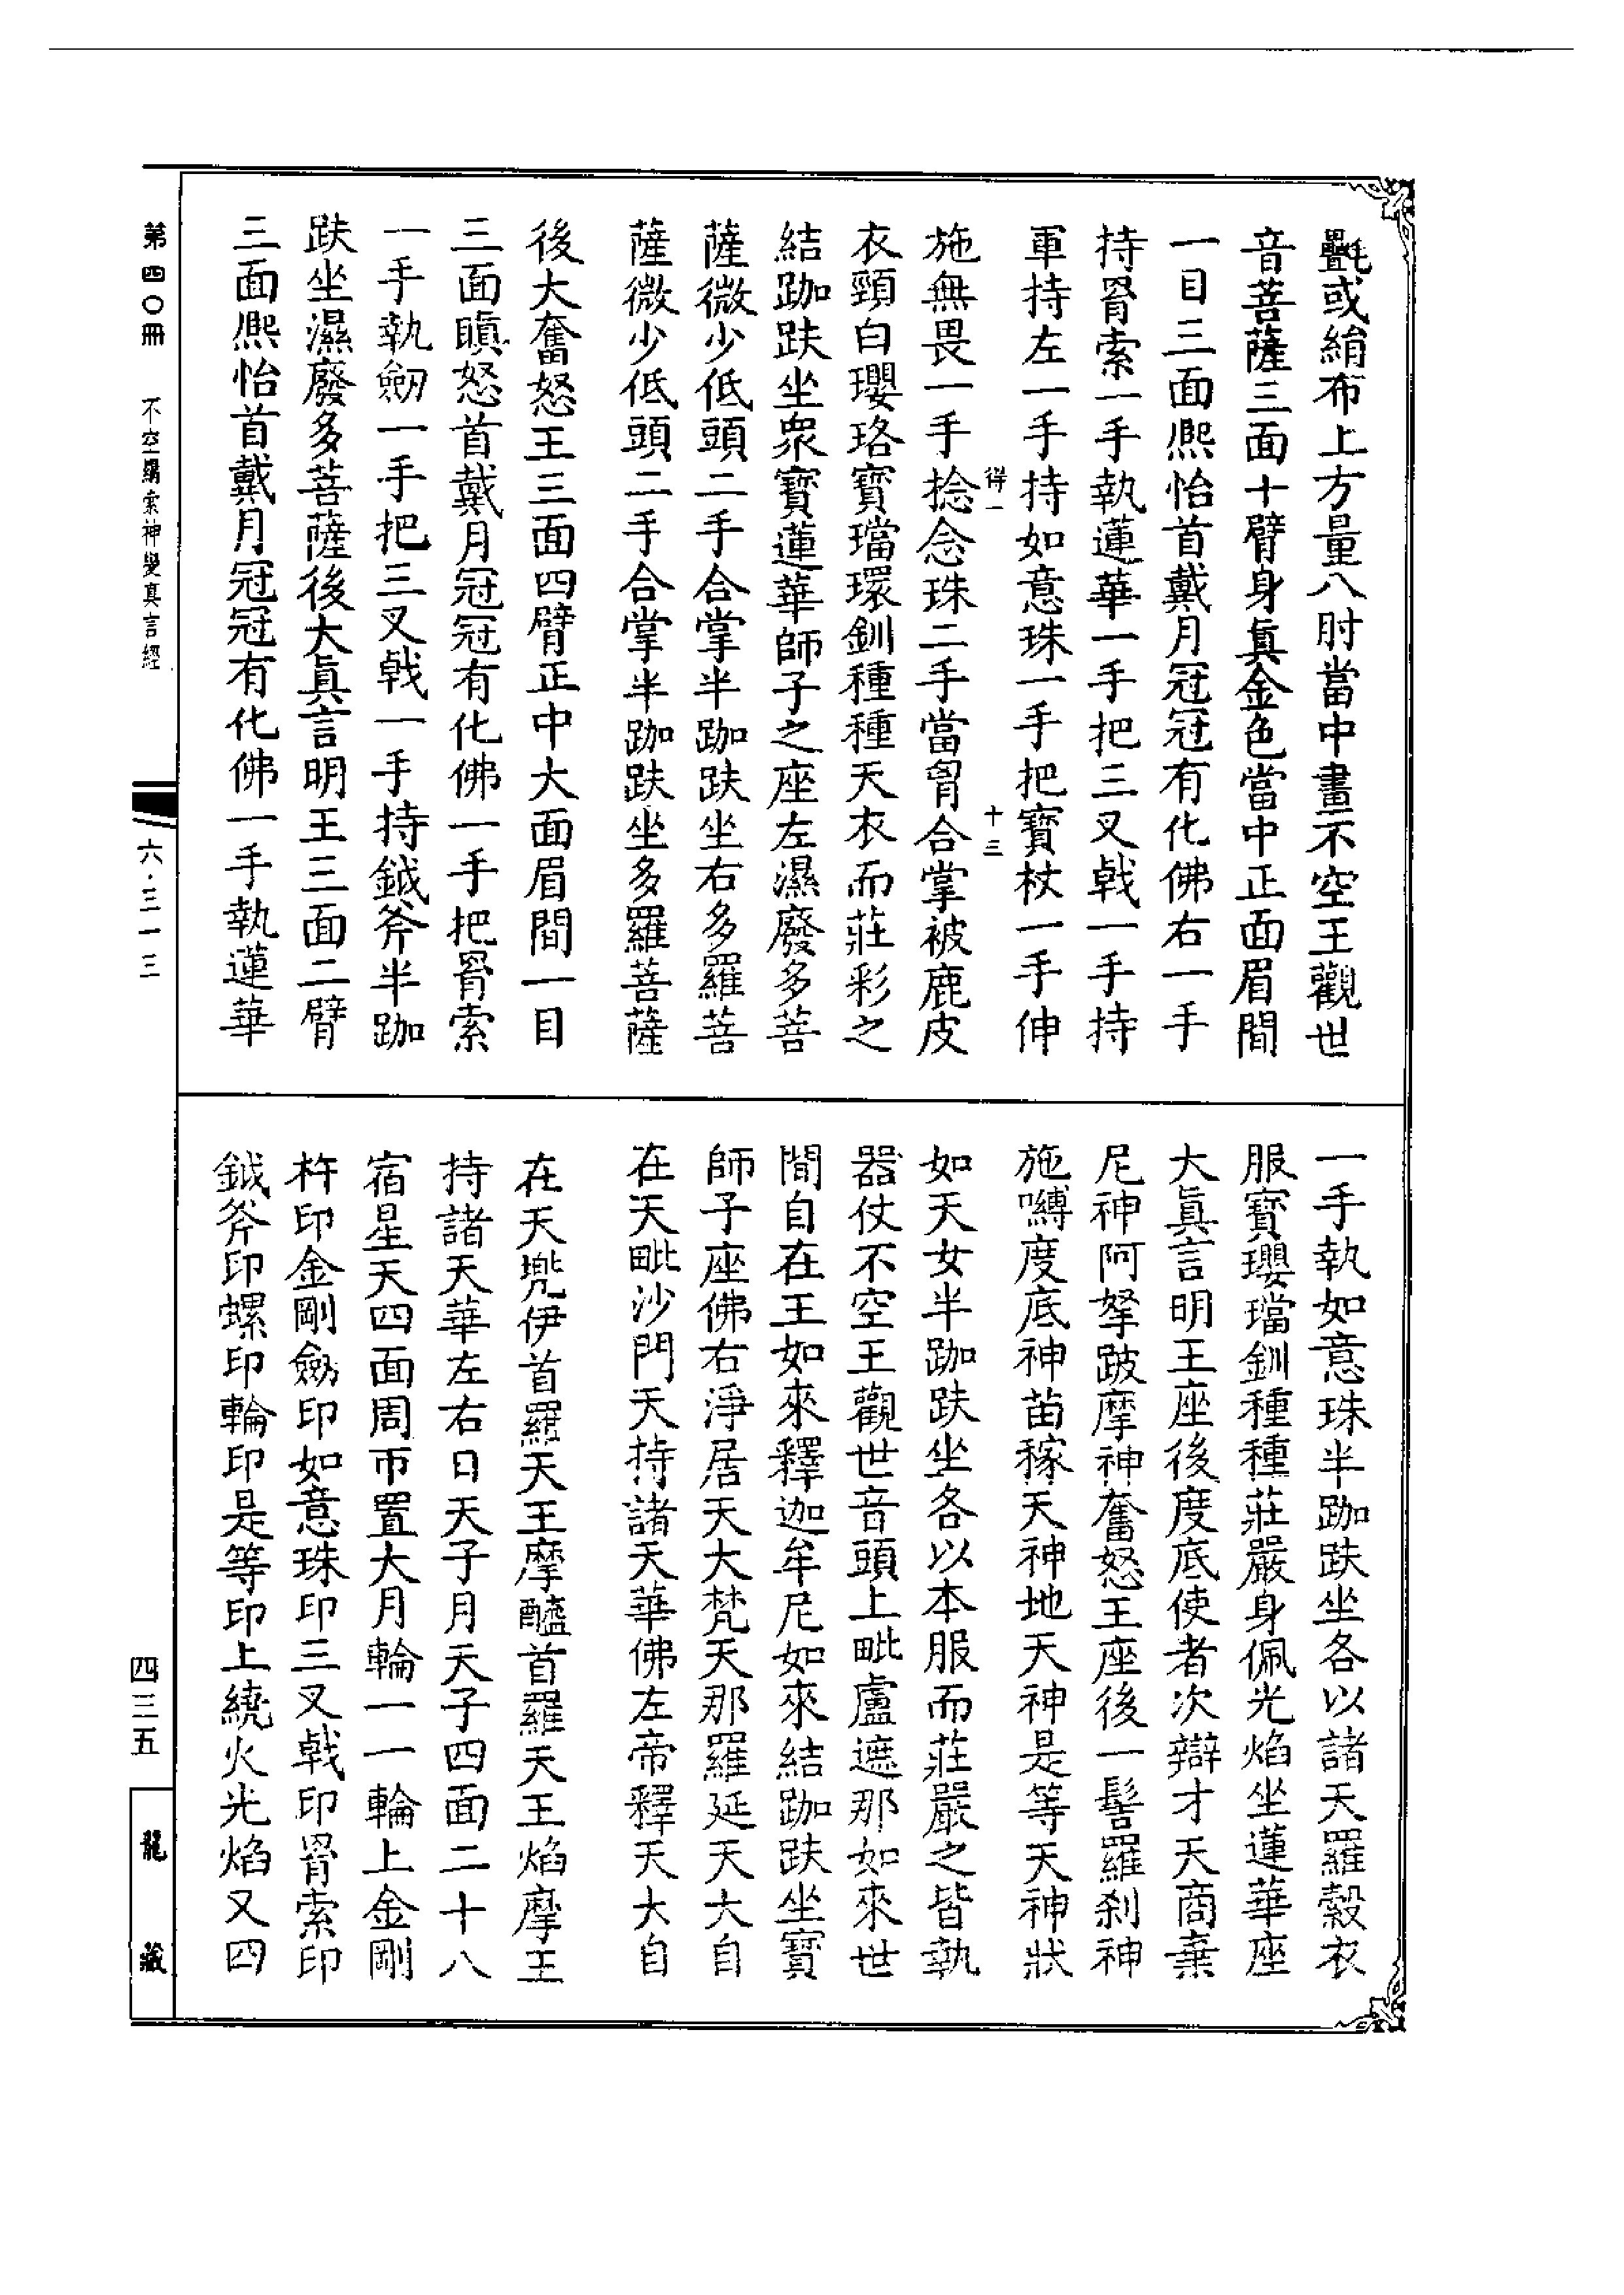 㲲或絹布上方量八肘當中畫不空王觀世
音菩薩三面十臂身眞金色當中正面眉間
一目三面熈怡首戴月冠冠有化佛右一手
持罥索一手執蓮華一手把三叉戟一手持
軍持左一手持如意珠一手把寶杖一手伸
得一 十三
施無畏一手捻念珠二手當胷合掌被鹿皮
衣頸白瓔珞寶璫環釧種種天衣而莊彩之
結跏趺坐衆寶蓮華師子之座左濕廢多菩
薩微少低頭二手合掌半跏趺坐右多羅菩
薩微少低頭二手合掌半跏趺坐多羅菩薩
後大奮怒王三面四臂正中大面眉間一目
三面瞋怒首戴月冠冠有化佛一手把罥索
一手執劒一手把三叉戟一手持鉞斧半跏
趺坐濕廢多菩薩後大眞言明王三面二臂
三面熈怡首戴月冠冠有化佛一手執蓮華
一手執如意珠半跏趺坐各以諸天羅縠衣
服寶瓔璫釧種種莊嚴身佩光焰坐蓮華座
大眞言明王座後度底使者次辯才天商棄
尼神阿孥跛摩神奮怒王座後一髻羅刹神
施嚩度底神苗稼天神地天神是等天神狀
如天女半跏趺坐各以本服而莊嚴之皆執
器仗不空王觀世音頭上毗盧遮那如來世
間自在王如來釋迦牟尼如來結跏趺坐寶
師子座佛右淨居天大梵天那羅延天大自
在天毗沙門天持諸天華佛左帝釋天大自
在天㷋伊首羅天王摩醯首羅天王焰摩王
持諸天華左右日天子月天子四面二十八
宿星天四面周帀置大月輪一一輪上金剛
杵印金剛劒印如意珠印三叉戟印罥索印
鉞斧印螺印輪印是等印上繞火光焰又四
第四〇冊 不空羂索神變真言經
六·三一三
四三五
龍藏